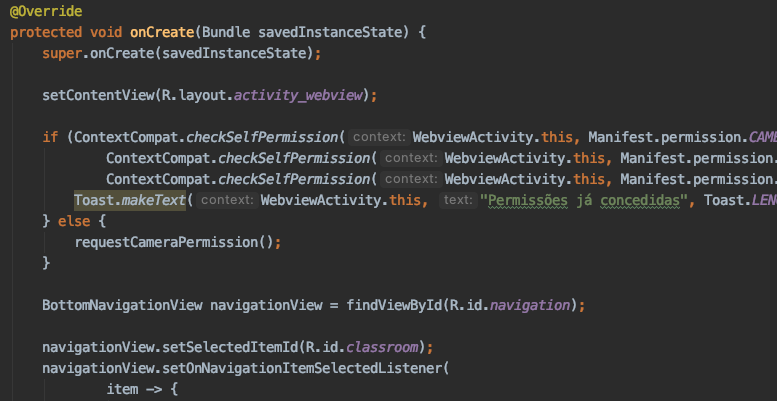 @Override
protected void onCreate(Bundle savedInstanceState) {
super.onCreate(savedInstanceState);
setContentView(R.layout.activity_webview);
if (ContextCompat.checkSelfPermission( context: WebviewActivity.this, Manifest.permission.CAME
ContextCompat.checkSelfPermission( context: WebviewActivity.this, Manifest.permission.
ContextCompat.checkSelfPermission( context: WebviewActivity.this, Manifest.permission.
Toast.makeText( context: WebviewActivity.this, text: "Permissões já concedidas", Toast.LENG
} else {
requestCameraPermission();
}
BottomNavigationView navigationView = findViewById(R.id.navigation);
navigationView.setSelectedItemId(R.id.classroom);
navigationView.setOnNavigationItemSelectedListener(
item -> {